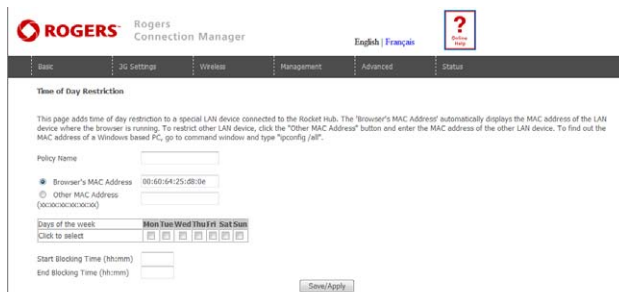 ROGERS™ Rogers
Connection Manager
English | Français
?
Online
Help
Basic 3G Settings Wireless Management Advanced Status
Time of Day Restriction
This page adds time of day restriction to a special LAN device connected to the Rocket Hub. The 'Browser's MAC Address' automatically displays the MAC address of the LAN
device where the browser is running. To restrict other LAN device, click the "Other MAC Address" button and enter the MAC address of the other LAN device. To find out the
MAC address of a Windows based PC, go to command window and type "ipconfig /all".
Policy Name
Browser's MAC Address 00:60:64:25:d8:0e
Other MAC Address
(xx:xx:xx:xx:xx:xx)
Days of the week Mon Tue Wed Thu Fri Sat Sun
Click to select
Start Blocking Time (hh:mm)
End Blocking Time (hh:mm)
Save/Apply